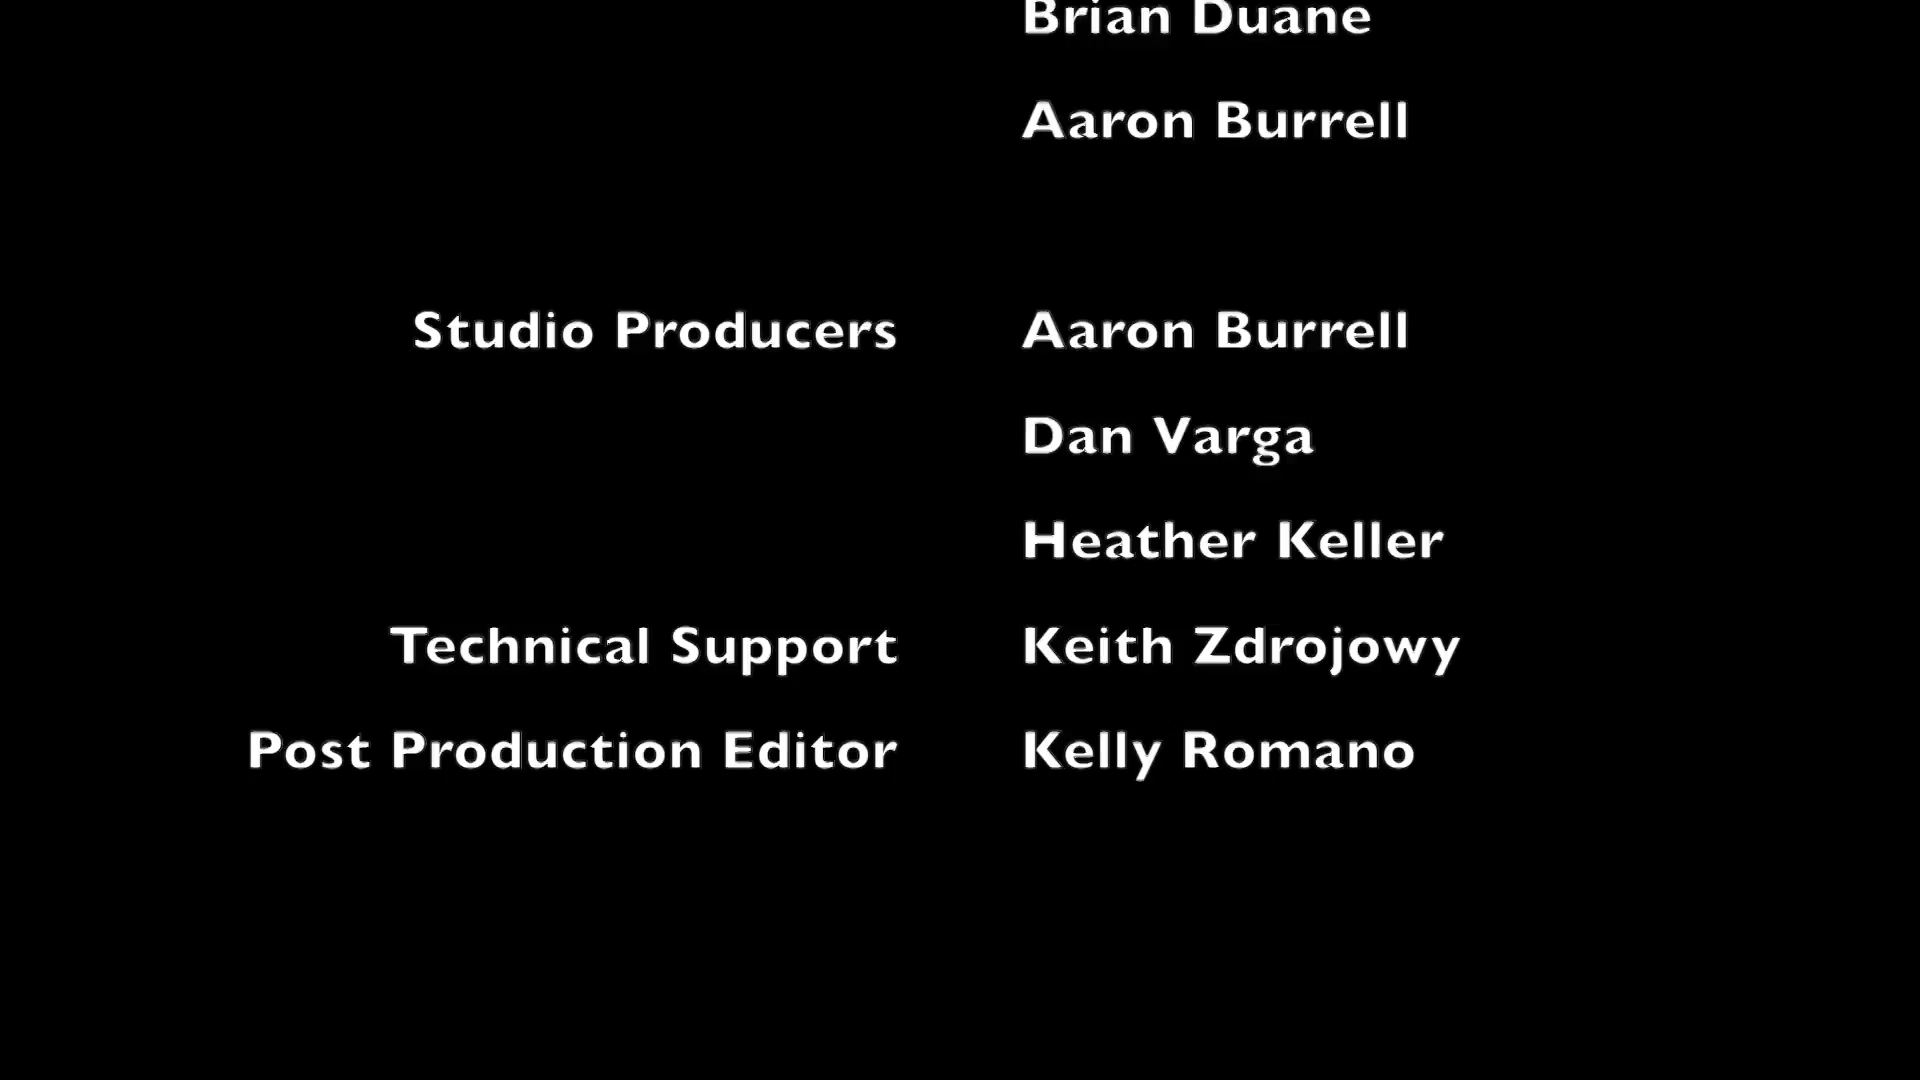 Brian Duane
Aaron Burrell
Studio Producers Aaron Burrell
Dan Varga
Heather Keller
Technical Support Keith Zdrojowy
Post Production Editor Kelly Romano